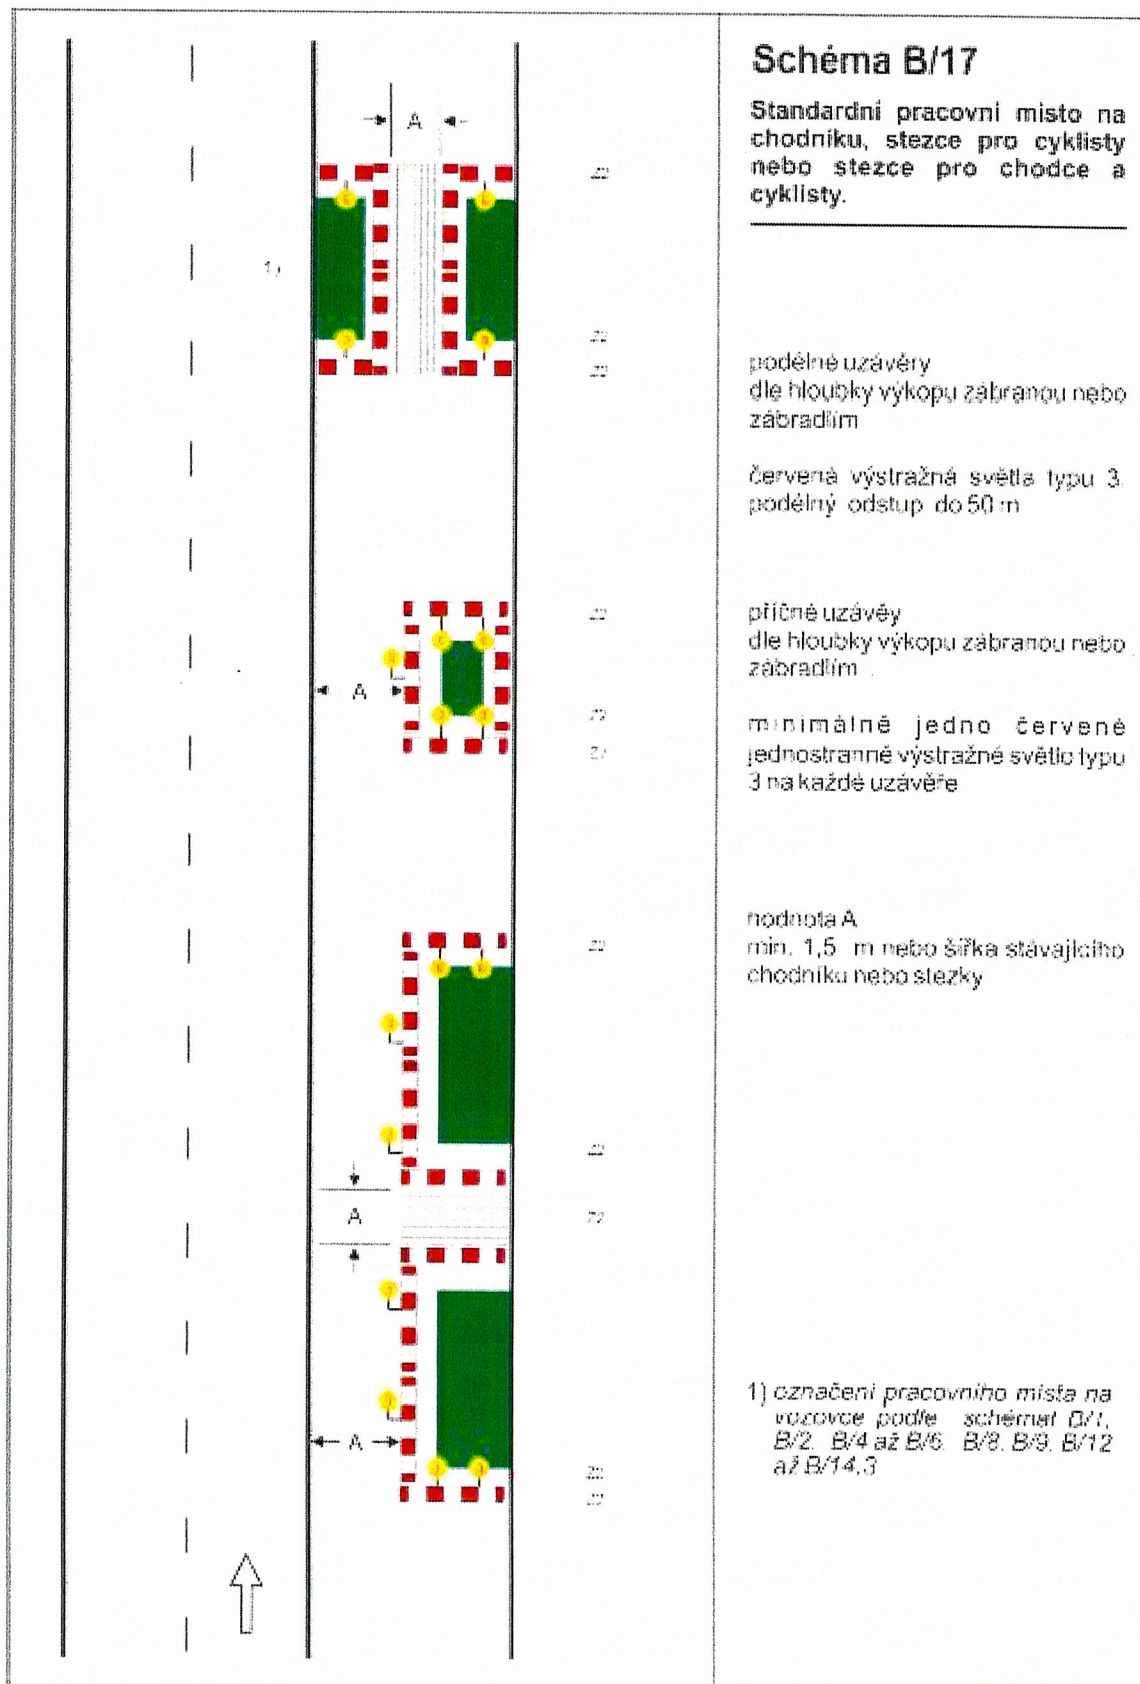 Schéma B/17
Standardní pracovní místo na
chodníku, stezce pro cyklisty
nebo stezce pro chodce a
cyklisty.
A
1)
podélné uzávěry
dle hloubky výkopu zábranou nebo
zábradlím
červená výstražná světla typu 3
podélný odstup do 50 m
příčné uzávěy
dle hloubky výkopu zábranou nebo
zábradlím
A
minimálně jedno červené
jednostranné výstražné světlo typu
3 na každé uzávěře
hodnota A
min. 1,5 m nebo šířka stávajícího
chodníku nebo stezky
A
A
1) označení pracovního místa na
vozovce podle schémat B/1,
B/2, B/4 až B/6, B/8, B/9, B/12
až B/14.3